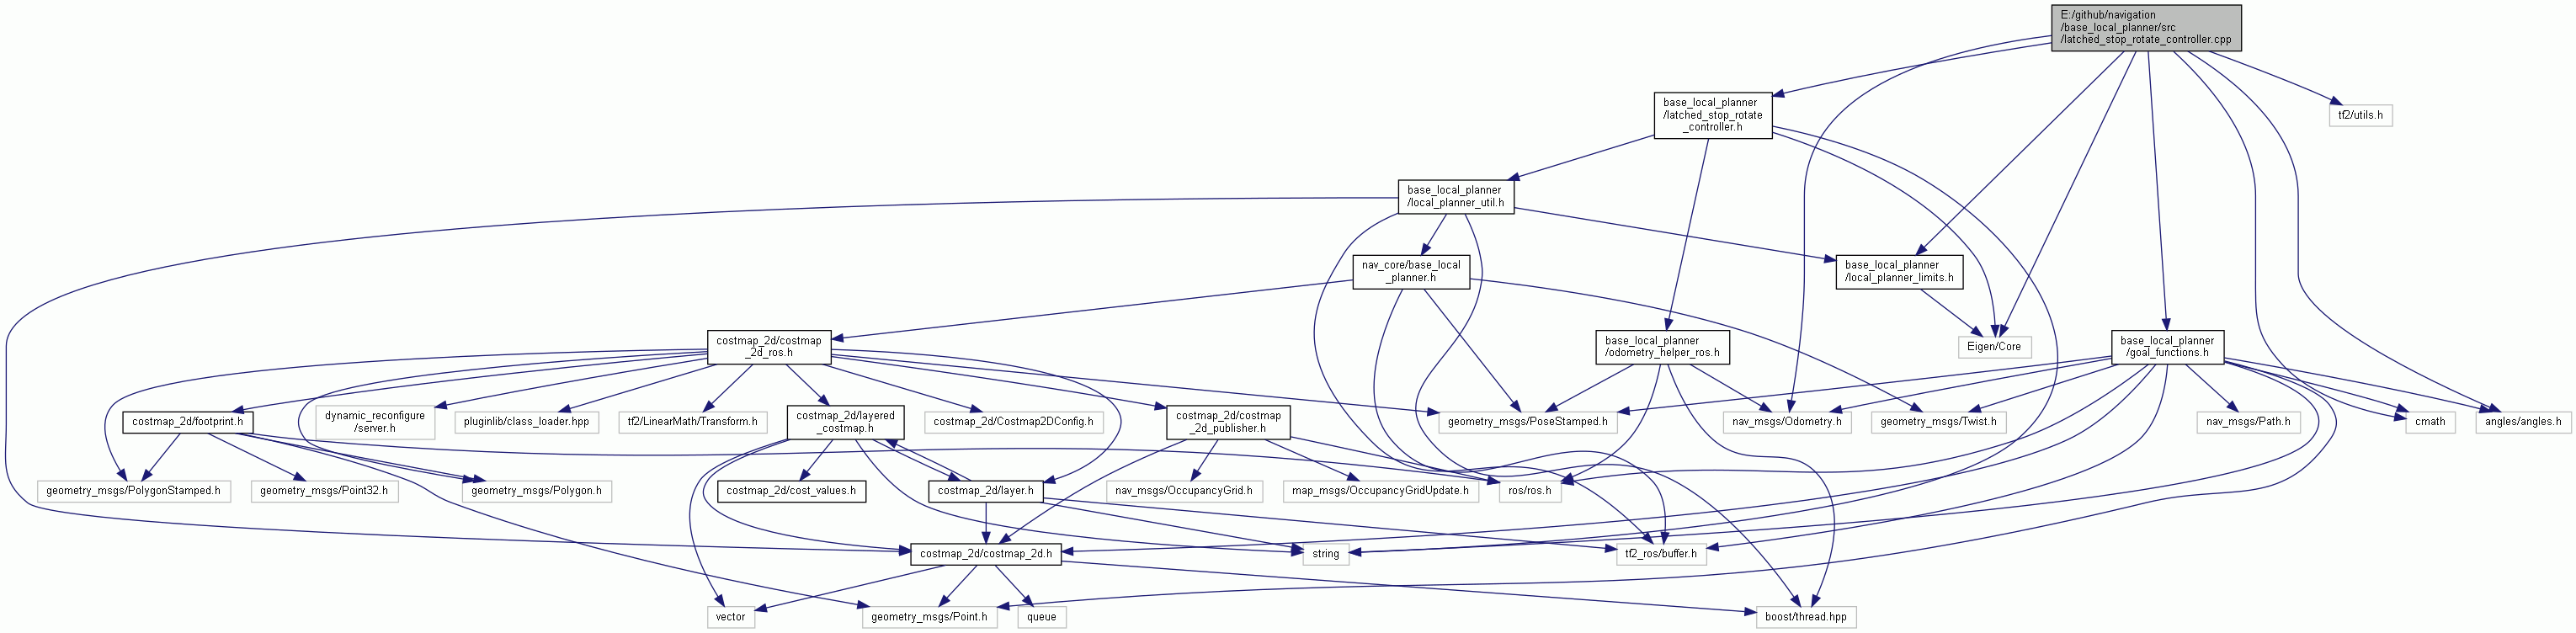 E:/github/navigation
/base_local_planner/src
/latched_stop_rotate_controller.cpp
base_local_planner
/latched_stop_rotate
_controller.h
tf2/utils.h
base_local_planner
/local_planner_util.h
nav_core/base_local
_planner.h
base_local_planner
/local_planner_limits.h
costmap_2d/costmap
_2d_ros.h
base_local_planner
/odometry_helper_ros.h
Eigen/Core
base_local_planner
/goal_functions.h
costmap_2d/footprint.h
dynamic_reconfigure
/server.h
pluginlib/class_loader.hpp
tf2/LinearMath/Transform.h
costmap_2d/layered
_costmap.h
costmap_2d/Costmap2DConfig.h
costmap_2d/costmap
_2d_publisher.h
geometry_msgs/PoseStamped.h
nav_msgs/Odometry.h
geometry_msgs/Twist.h
nav_msgs/Path.h
cmath
angles/angles.h
geometry_msgs/PolygonStamped.h
geometry_msgs/Point32.h
geometry_msgs/Polygon.h
costmap_2d/cost_values.h
costmap_2d/layer.h
nav_msgs/OccupancyGrid.h
map_msgs/OccupancyGridUpdate.h
ros/ros.h
costmap_2d/costmap_2d.h
string
tf2_ros/buffer.h
vector
geometry_msgs/Point.h
queue
boost/thread.hpp